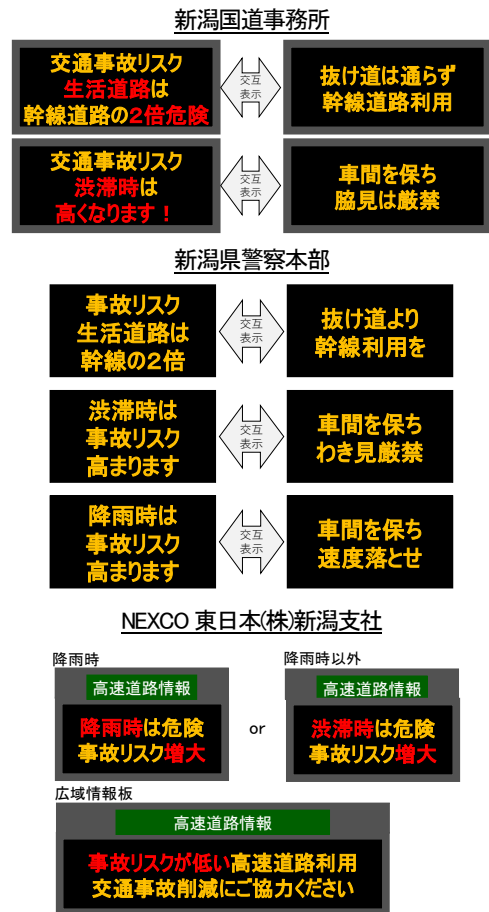 新潟国道事務所
交通事故リスク
生活道路は
幹線道路の2倍危険
交互
表示
抜け道は通らず
幹線道路利用
交通事故リスク
渋滞時は
高くなります！
交互
表示
車間を保ち
脇見は厳禁
新潟県警察本部
事故リスク
生活道路は
幹線の2倍
交互
表示
抜け道より
幹線利用を
渋滞時は
事故リスク
高まります
交互
表示
車間を保ち
わき見厳禁
降雨時は
事故リスク
高まります
交互
表示
車間を保ち
速度落とせ
NEXCO 東日本(株)新潟支社
降雨時
高速道路情報
降雨時は危険
事故リスク増大
or
降雨時以外
高速道路情報
渋滞時は危険
事故リスク増大
広域情報板
高速道路情報
事故リスクが低い高速道路利用
交通事故削減にご協力ください